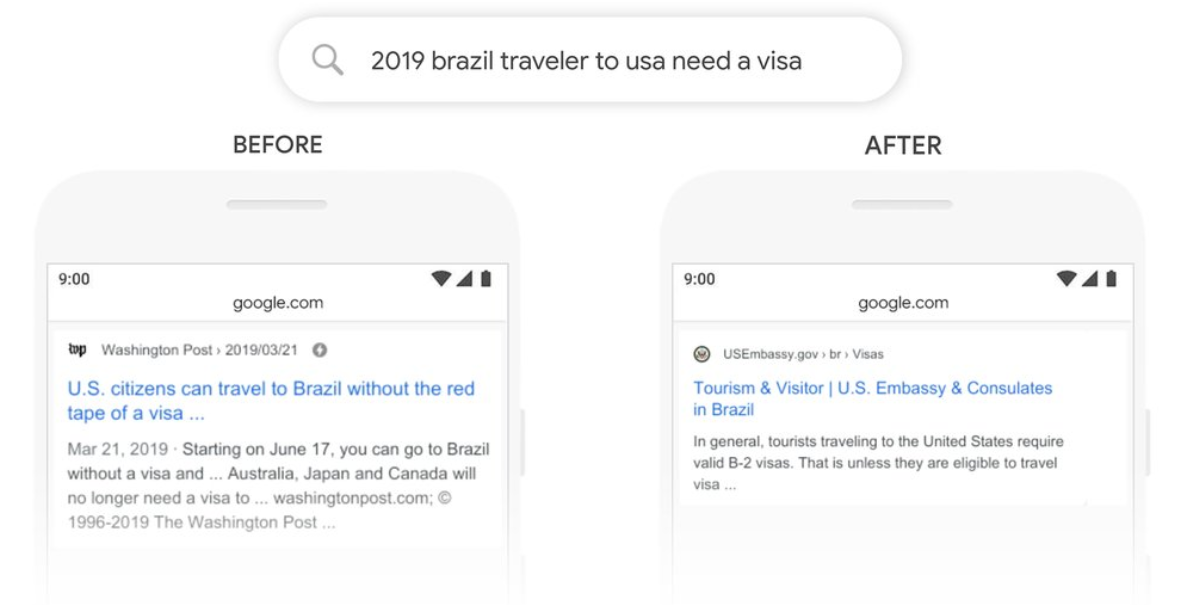 2019 brazil traveler to usa need a visa
BEFORE
9:00
google.com
wp Washington Post › 2019/03/21
U.S. citizens can travel to Brazil without the red
tape of a visa ...
Mar 21, 2019 · Starting on June 17, you can go to Brazil
without a visa and ... Australia, Japan and Canada will
no longer need a visa to ... washingtonpost.com; ©
1996-2019 The Washington Post ...
AFTER
9:00
google.com
USEmbassy.gov › br › Visas
Tourism & Visitor | U.S. Embassy & Consulates
in Brazil
In general, tourists traveling to the United States require
valid B-2 visas. That is unless they are eligible to travel
visa ...